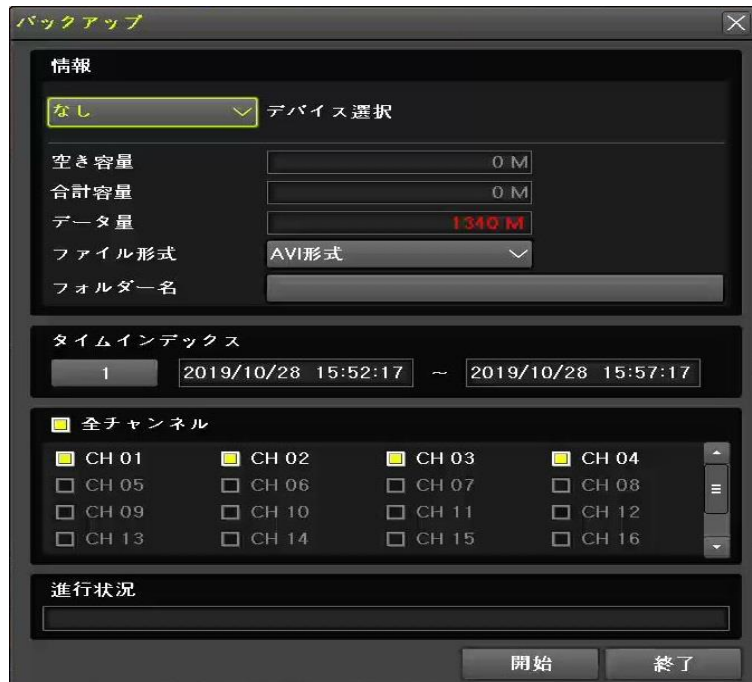 バックアップ
情報
なし デバイス選択
空き容量 0 M
合計容量 0 M
データ量 1340 M
ファイル形式 AVI形式
フォルダー名
タイムインデックス
1 2019/10/28 15:52:17 ~ 2019/10/28 15:57:17
全チャンネル
CH 01 CH 02 CH 03 CH 04
CH 05 CH 06 CH 07 CH 08
CH 09 CH 10 CH 11 CH 12
CH 13 CH 14 CH 15 CH 16
進行状況
開始 終了